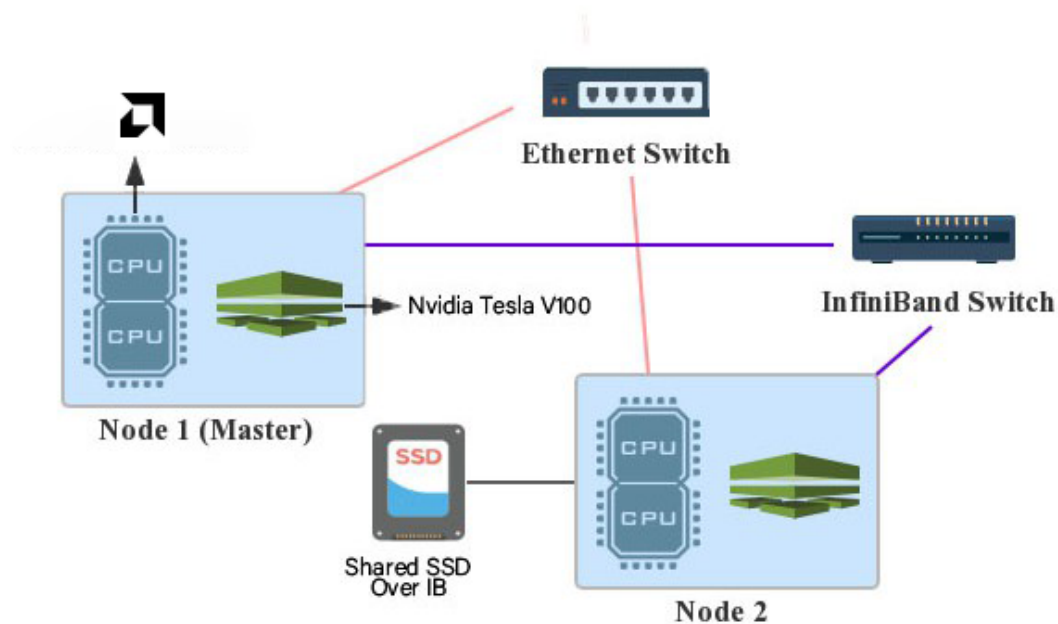 Ethernet Switch
CPU
CPU
Nvidia Tesla V100
InfiniBand Switch
Node 1 (Master)
SSD
CPU
CPU
Shared SSD
Over IB
Node 2